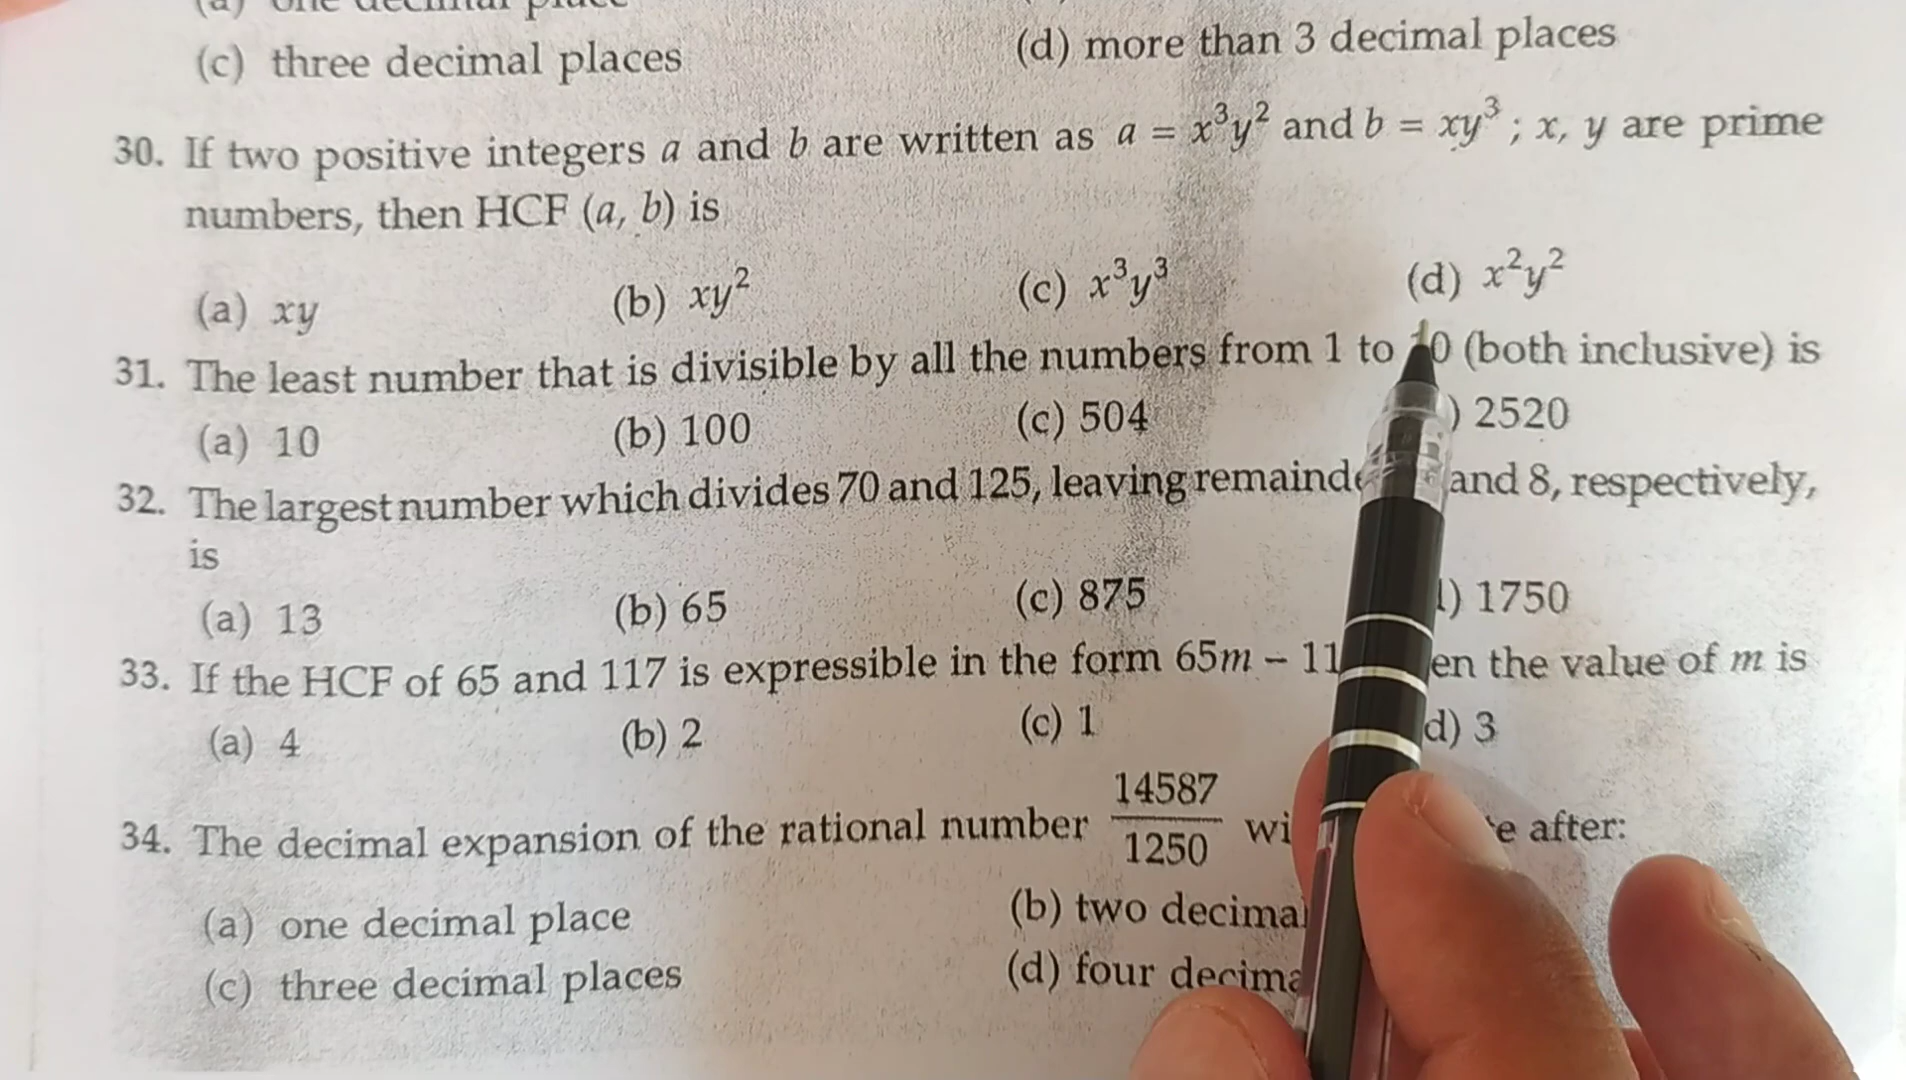 (a) one decimal place
(c) three decimal places (d) more than 3 decimal places
30. If two positive integers a and b are written as a = x³y² and b = xy³ ; x, y are prime
numbers, then HCF (a, b) is
(a) xy (b) xy² (c) x³y³ (d) x²y²
31. The least number that is divisible by all the numbers from 1 to 10 (both inclusive) is
(a) 10 (b) 100 (c) 504 ) 2520
32. The largest number which divides 70 and 125, leaving remainde and 8, respectively,
is
(a) 13 (b) 65 (c) 875 ) 1750
33. If the HCF of 65 and 117 is expressible in the form 65m – 11 en the value of m is
(a) 4 (b) 2 (c) 1 d) 3
34. The decimal expansion of the rational number 14587/1250 wi e after:
(a) one decimal place (b) two decimal
(c) three decimal places (d) four decima